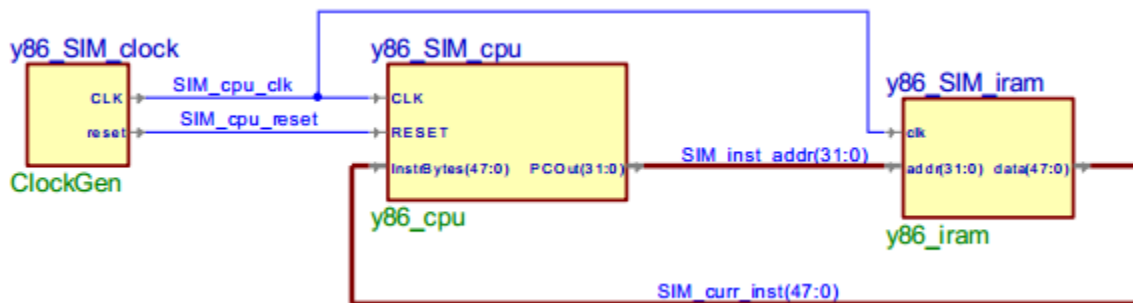 y86_SIM_clock
CLK
reset
ClockGen
SIM_cpu_clk
SIM_cpu_reset
y86_SIM_cpu
CLK
RESET
InstrBytes(47:0) PCOut(31:0)
y86_cpu
SIM_inst_addr(31:0)
y86_SIM_iram
clk
addr(31:0) data(47:0)
y86_iram
SIM_curr_inst(47:0)